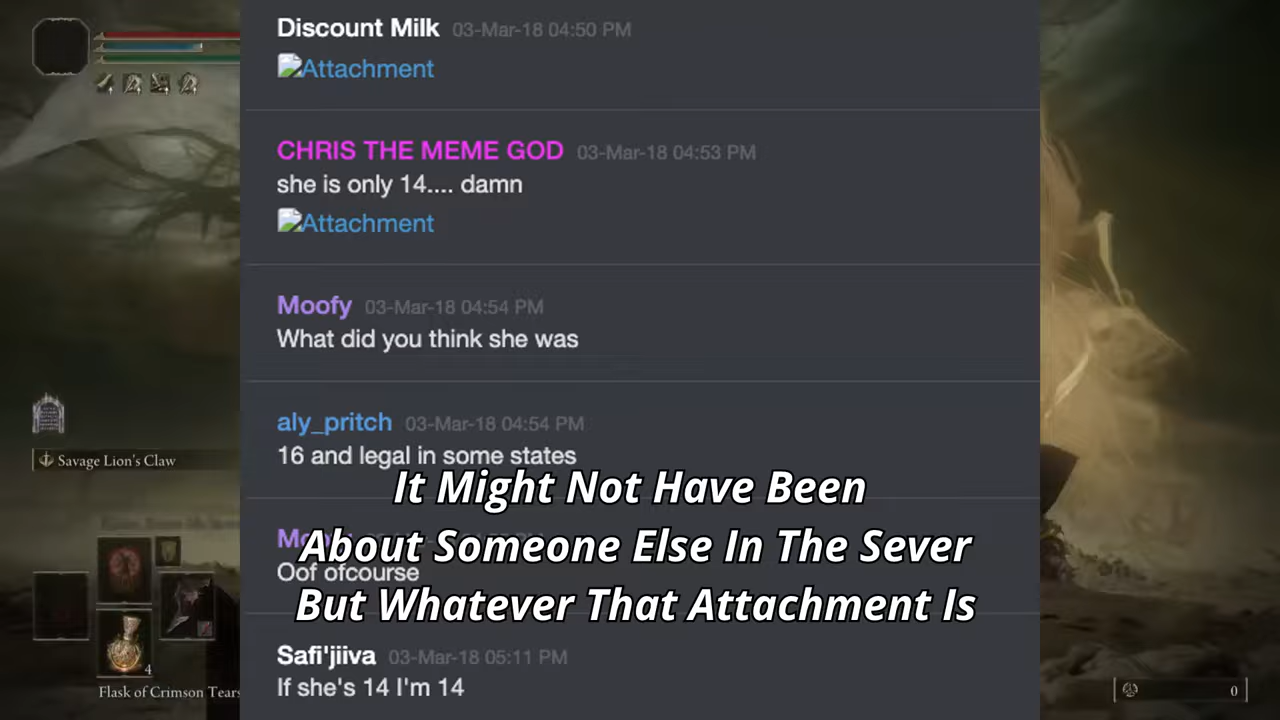 Discount Milk 03-Mar-18 04:50 PM
Attachment
CHRIS THE MEME GOD 03-Mar-18 04:53 PM
she is only 14.... damn
Attachment
Moofy 03-Mar-18 04:54 PM
What did you think she was
aly_pritch 03-Mar-18 04:54 PM
16 and legal in some states
Savage Lion's Claw
It Might Not Have Been
About Someone Else In The Sever
Oof ofcourse
But Whatever That Attachment Is
Safi'jiiva 03-Mar-18 05:11 PM
If she's 14 I'm 14
4
Flask of Crimson Tears
0